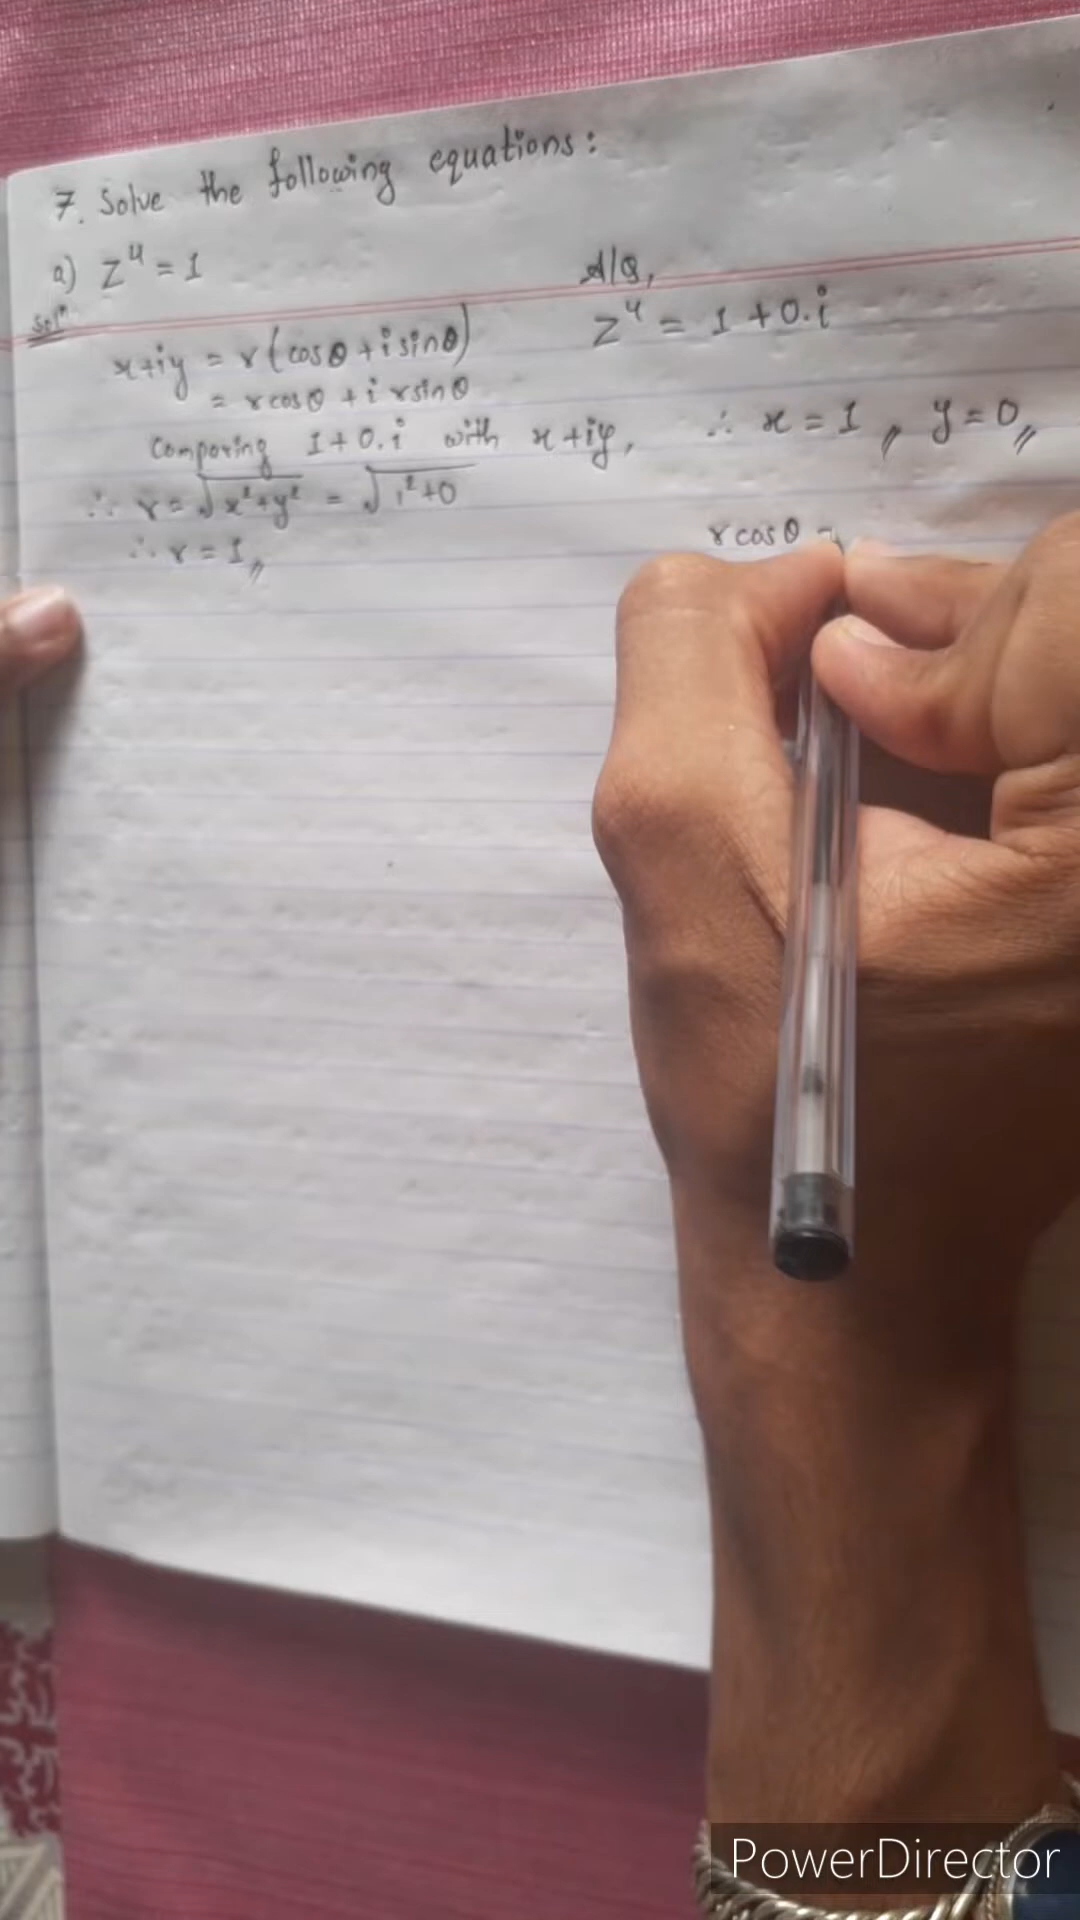 7. Solve the following equations:
a) z⁴ = 1
Solⁿ
x+iy = r(cosθ + i sinθ)
= r cosθ + i r sinθ
Comparing 1+0.i with x+iy,
∴ r = √x²+y² = √1²+0
∴ r = 1,,
A/Q,
z⁴ = 1 + 0.i
∴ x = 1,, y = 0,,
r cosθ =
PowerDirector